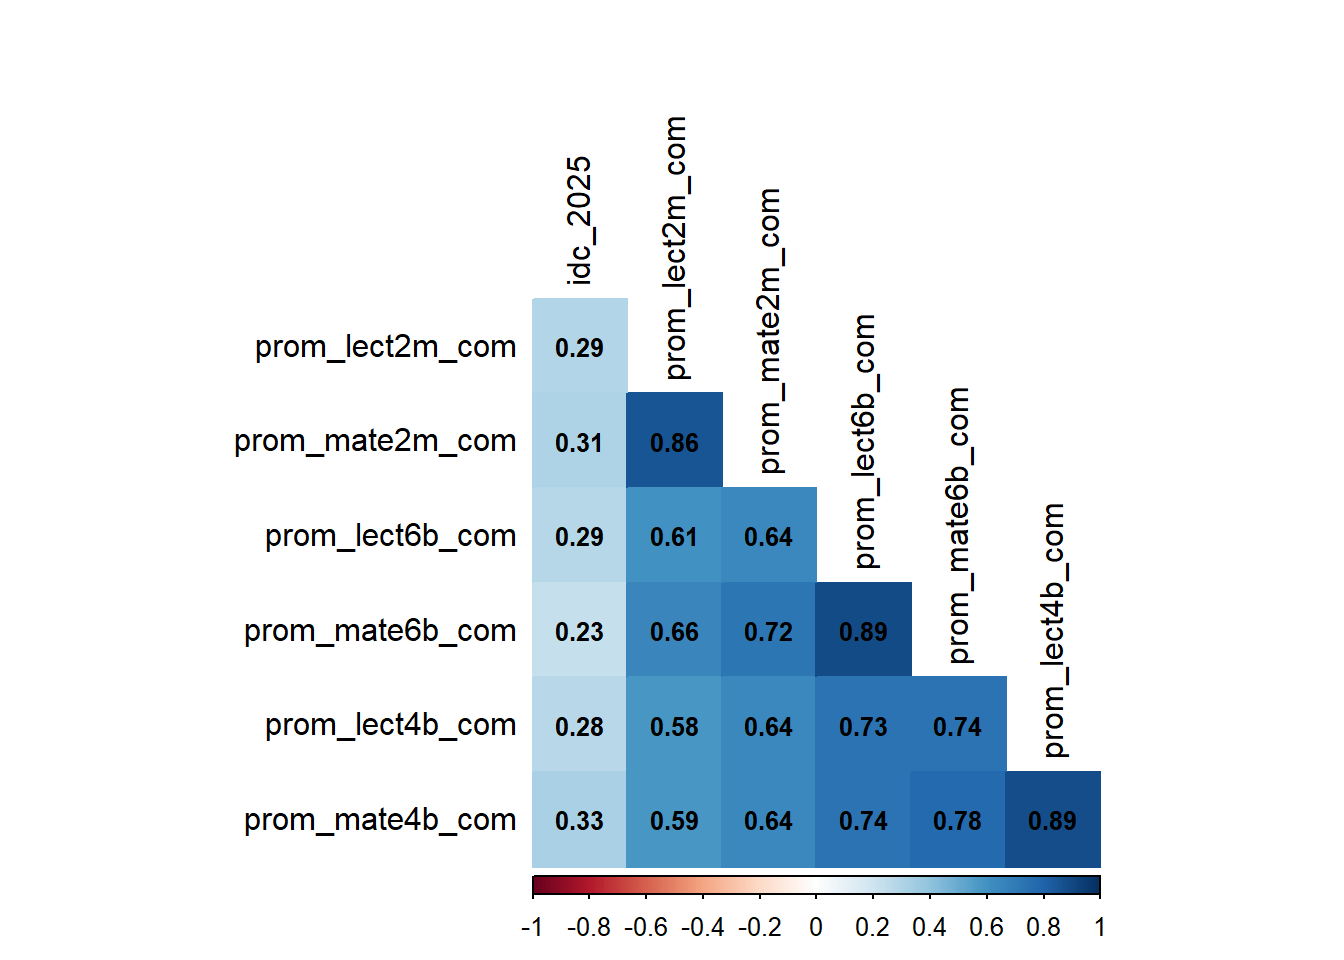 idc_2025
prom_lect2m_com
prom_mate2m_com
prom_lect6b_com
prom_mate6b_com
prom_lect4b_com
prom_lect2m_com 0.29
prom_mate2m_com 0.31 0.86
prom_lect6b_com 0.29 0.61 0.64
prom_mate6b_com 0.23 0.66 0.72 0.89
prom_lect4b_com 0.28 0.58 0.64 0.73 0.74
prom_mate4b_com 0.33 0.59 0.64 0.74 0.78 0.89
-1 -0.8 -0.6 -0.4 -0.2 0 0.2 0.4 0.6 0.8 1